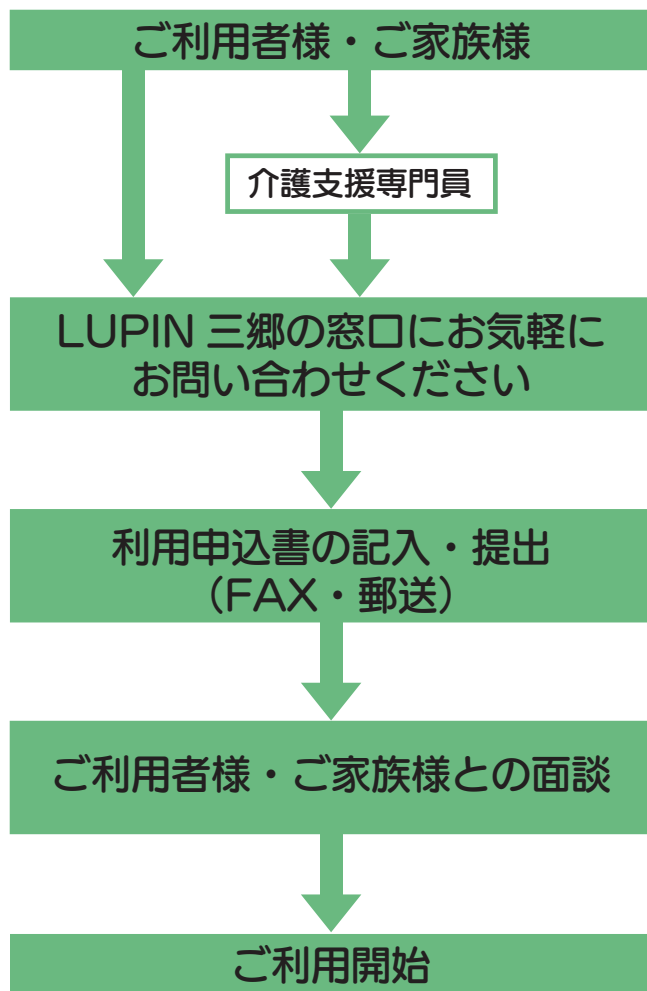 ご利用者様・ご家族様
介護支援専門員
LUPIN 三郷の窓口にお気軽に
お問い合わせください
利用申込書の記入・提出
（FAX・郵送）
ご利用者様・ご家族様との面談
ご利用開始